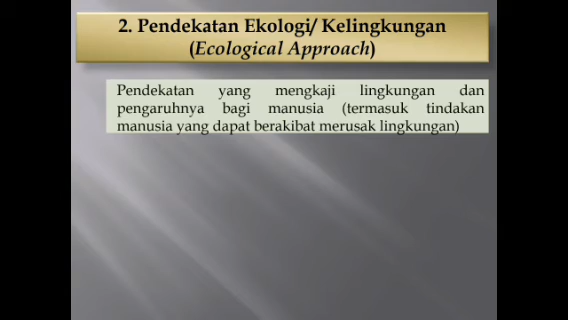 2. Pendekatan Ekologi/ Kelingkungan
(Ecological Approach)
Pendekatan yang mengkaji lingkungan dan
pengaruhnya bagi manusia (termasuk tindakan
manusia yang dapat berakibat merusak lingkungan)